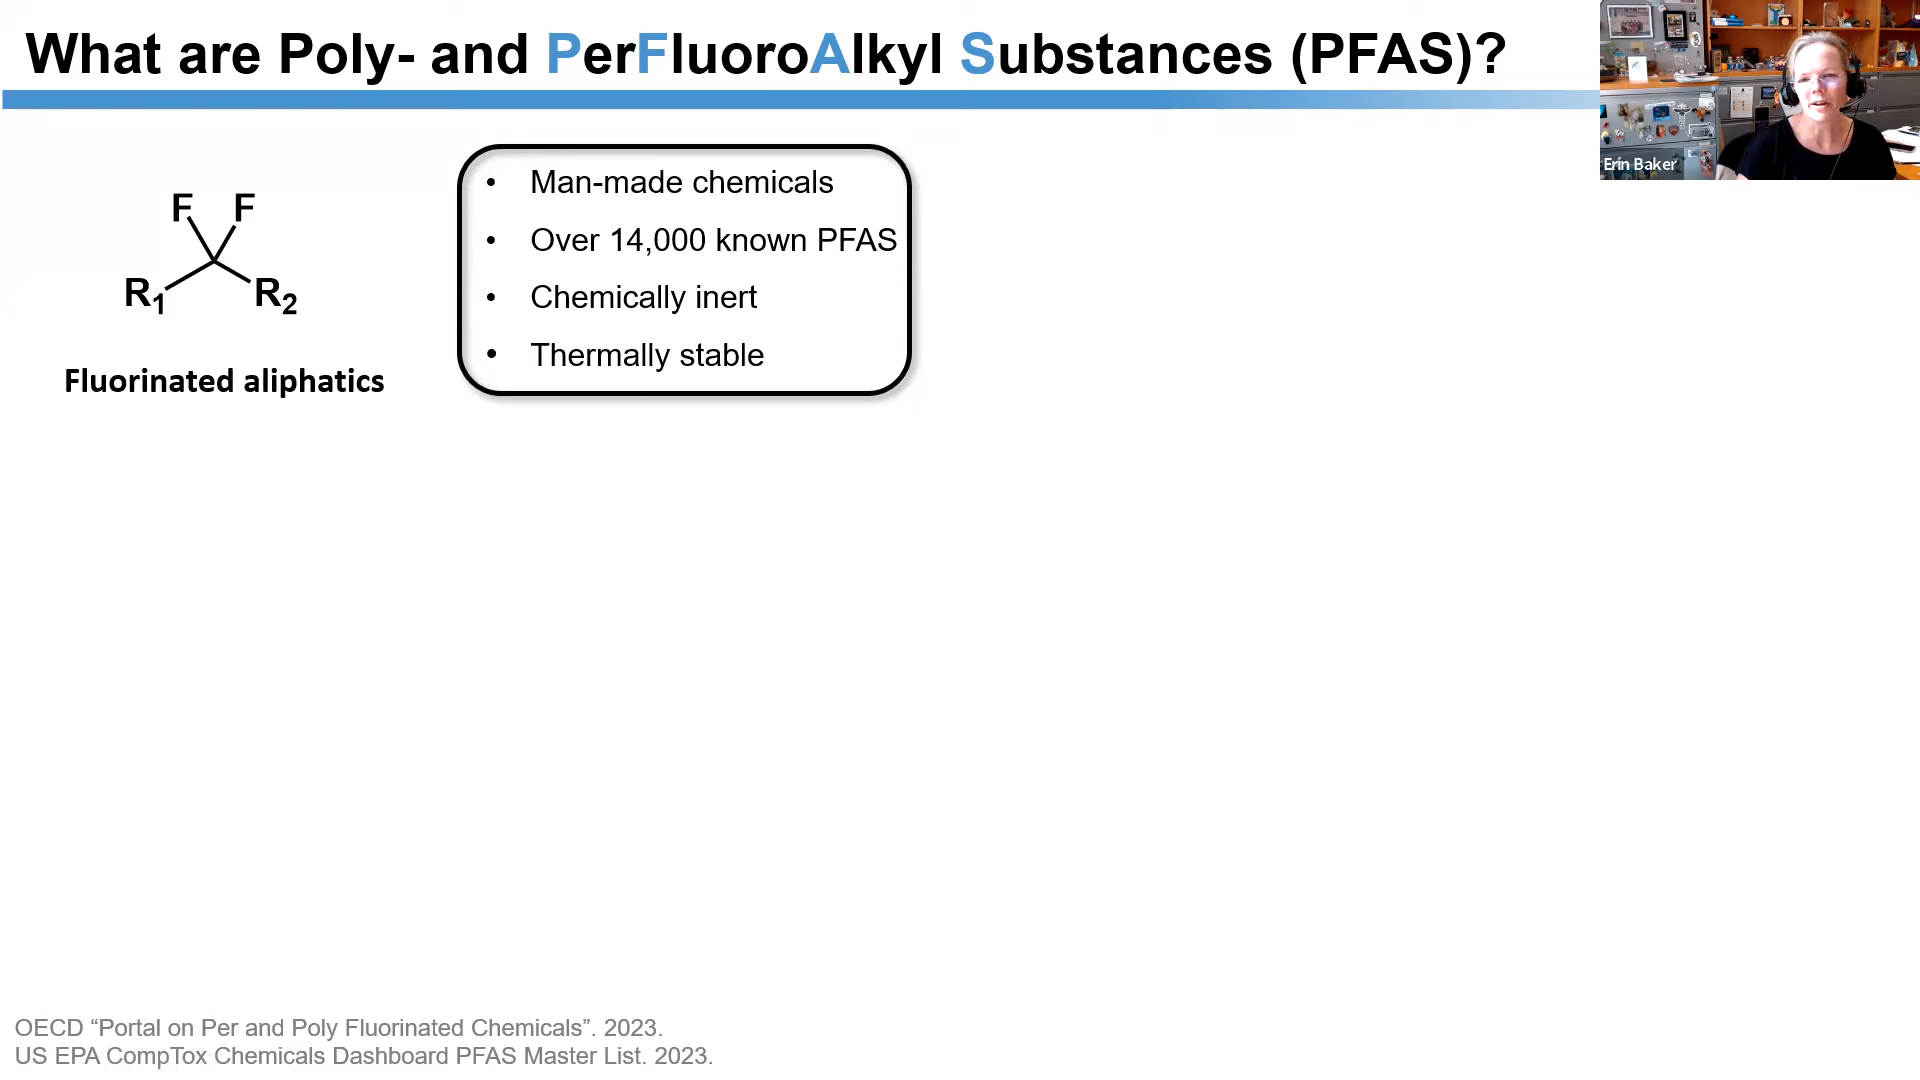 What are Poly- and PerFluoroAlkyl Substances (PFAS)?
Erin Baker
F F
R1 R2
Fluorinated aliphatics
• Man-made chemicals
• Over 14,000 known PFAS
• Chemically inert
• Thermally stable
OECD “Portal on Per and Poly Fluorinated Chemicals”. 2023.
US EPA CompTox Chemicals Dashboard PFAS Master List. 2023.